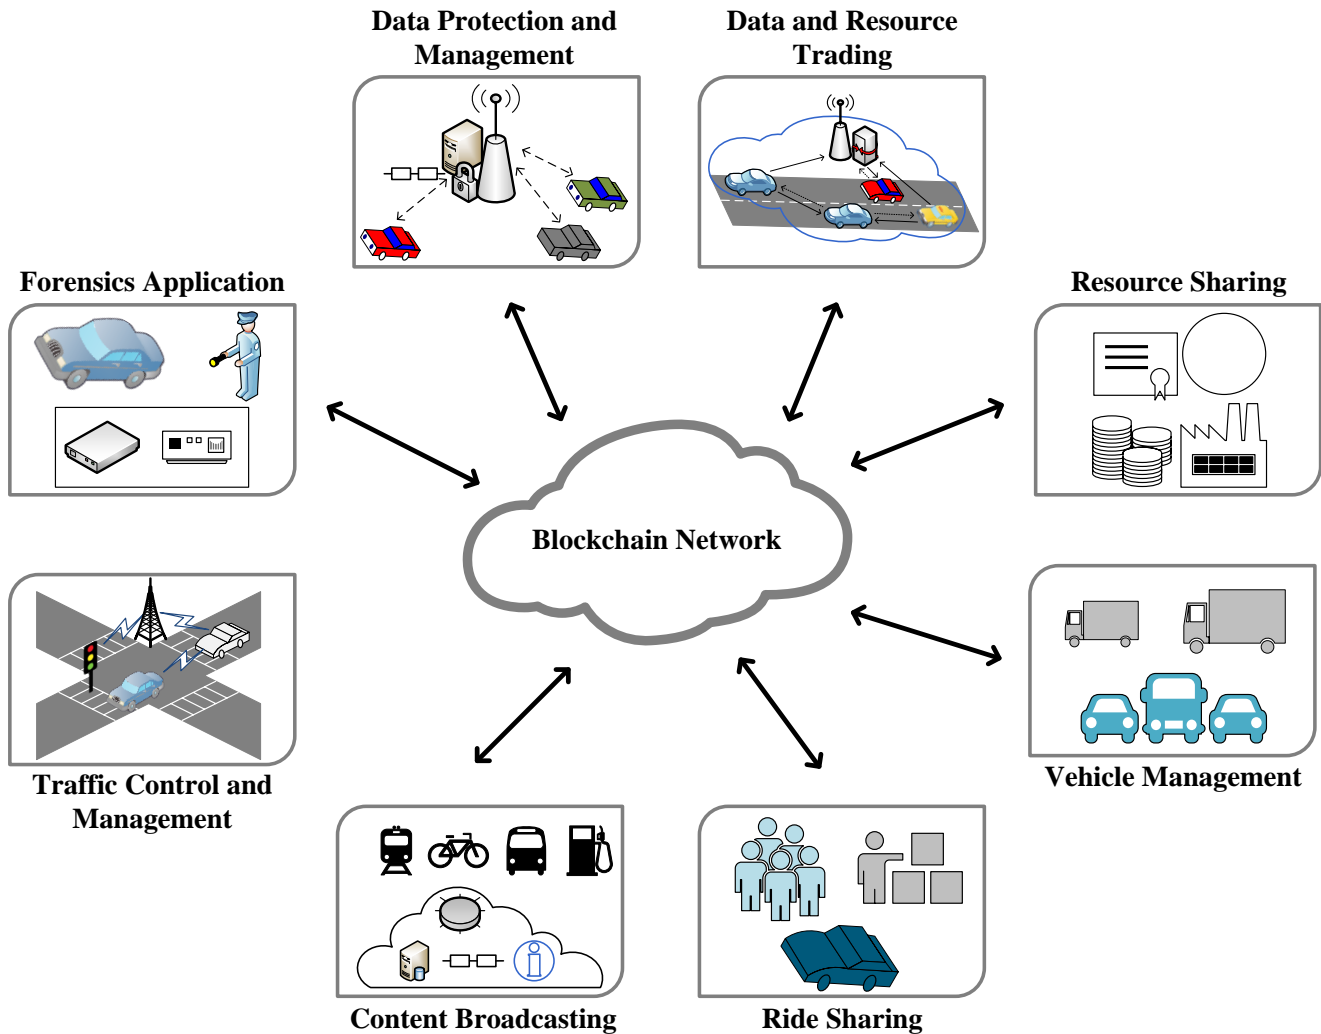 Data Protection and
Management
Data and Resource
Trading
Forensics Application
Resource Sharing
Blockchain Network
Traffic Control and
Management
Vehicle Management
Content Broadcasting
Ride Sharing